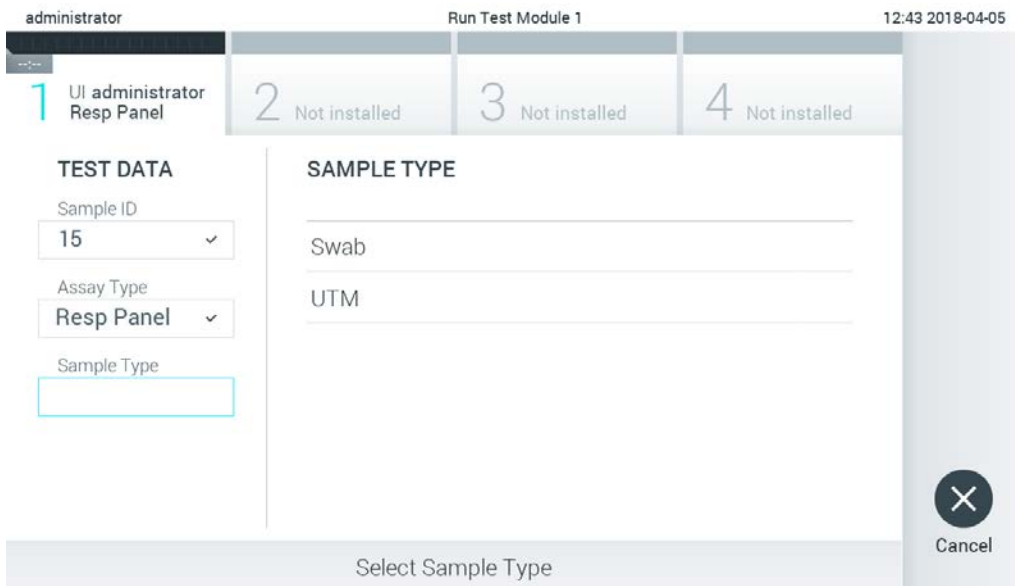 administrator Run Test Module 1 12:43 2018-04-05
--:--
1 UI administrator
Resp Panel
2 Not installed
3 Not installed
4 Not installed
TEST DATA
Sample ID
15
Assay Type
Resp Panel
Sample Type
SAMPLE TYPE
Swab
UTM
Cancel
Select Sample Type